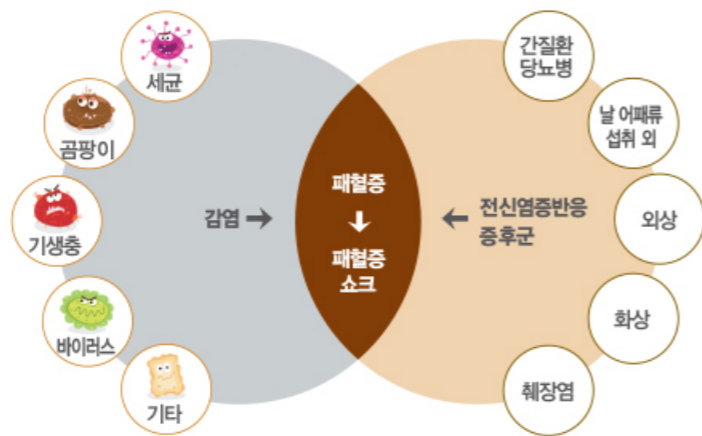 세균
곰팡이
기생충
바이러스
기타
감염 →
패혈증
↓
패혈증
쇼크
← 전신염증반응
증후군
간질환
당뇨병
날 어패류
섭취 외
외상
화상
췌장염